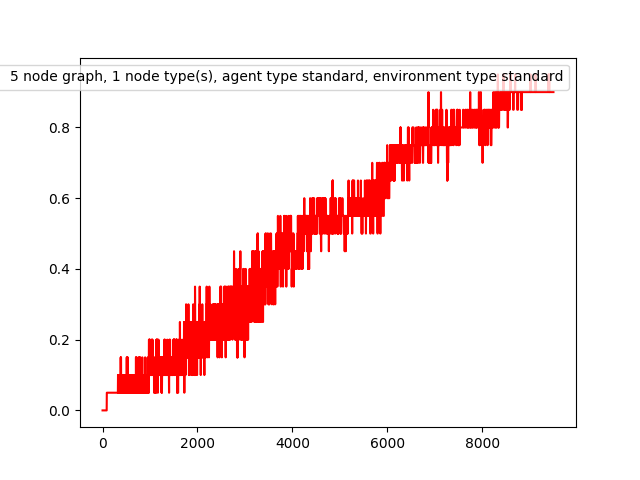 5 node graph, 1 node type(s), agent type standard, environment type standard
0.8
0.6
0.4
0.2
0.0
0 2000 4000 6000 8000